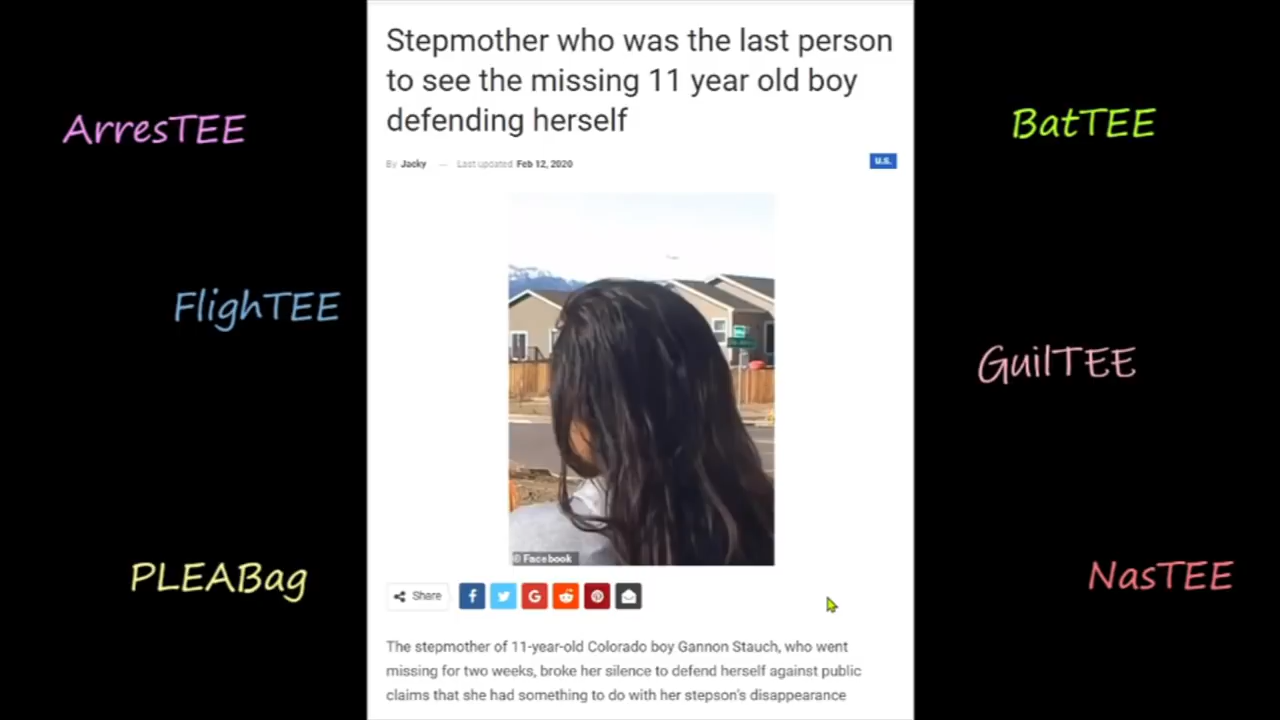 Stepmother who was the last person
to see the missing 11 year old boy
defending herself
By Jacky — Last updated Feb 12, 2020
U.S.
ArresTEE
BatTEE
FlighTEE
GuilTEE
PLEABag
NasTEE
© Facebook
Share
The stepmother of 11-year-old Colorado boy Gannon Stauch, who went
missing for two weeks, broke her silence to defend herself against public
claims that she had something to do with her stepson's disappearance